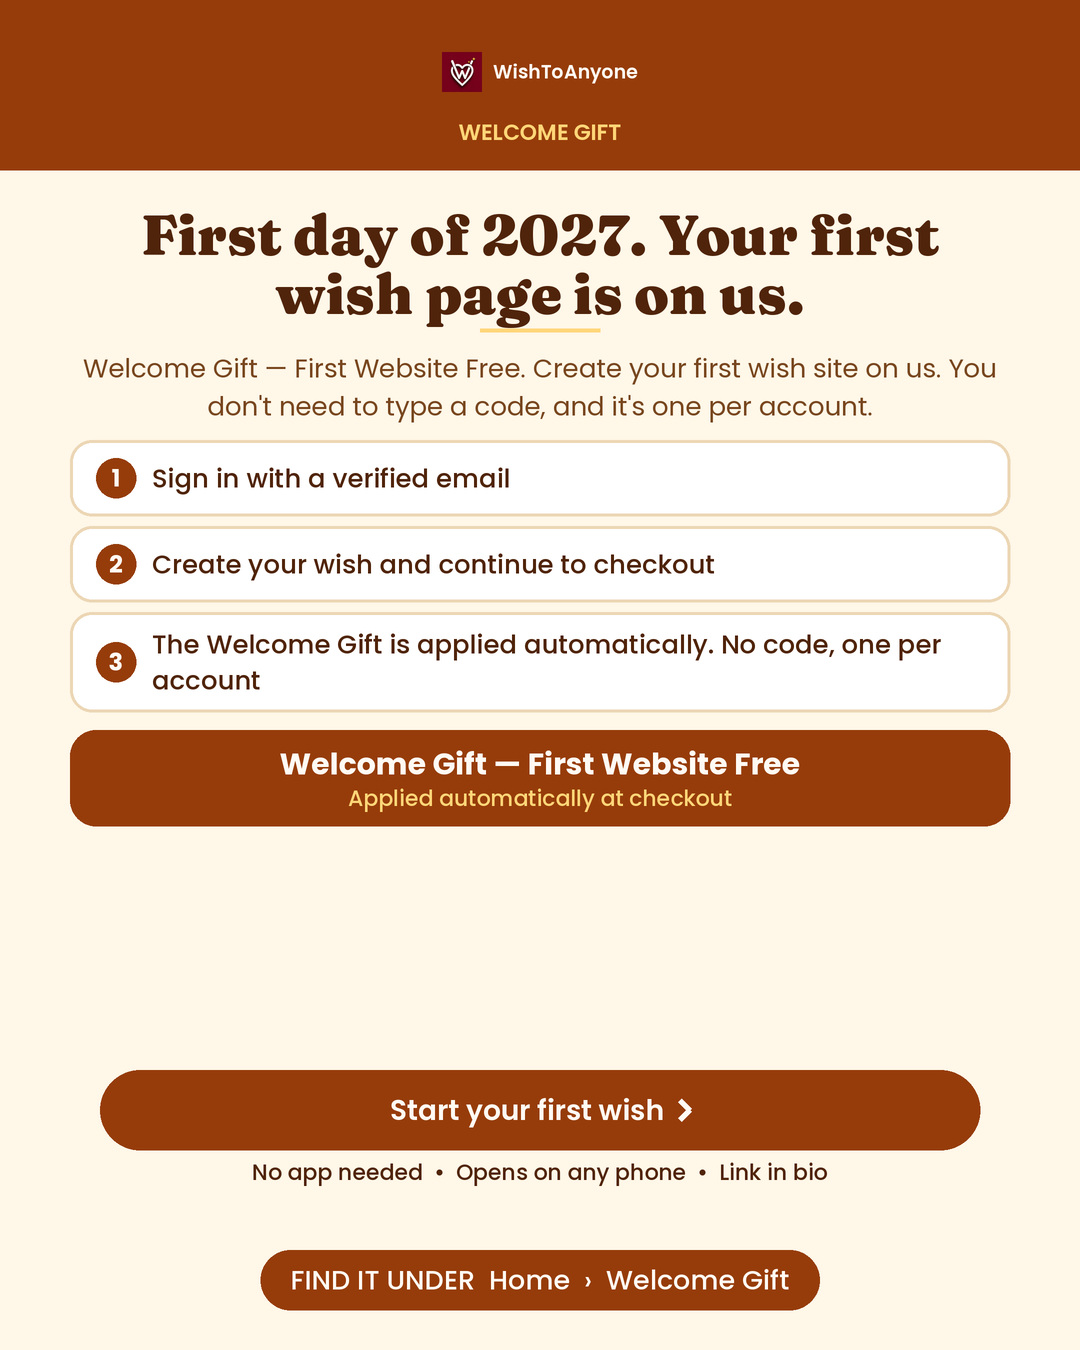 WishToAnyone
WELCOME GIFT
First day of 2027. Your first
wish page is on us.
Welcome Gift — First Website Free. Create your first wish site on us. You
don't need to type a code, and it's one per account.
1 Sign in with a verified email
2 Create your wish and continue to checkout
3 The Welcome Gift is applied automatically. No code, one per
account
Welcome Gift — First Website Free
Applied automatically at checkout
Start your first wish ›
No app needed • Opens on any phone • Link in bio
FIND IT UNDER Home › Welcome Gift